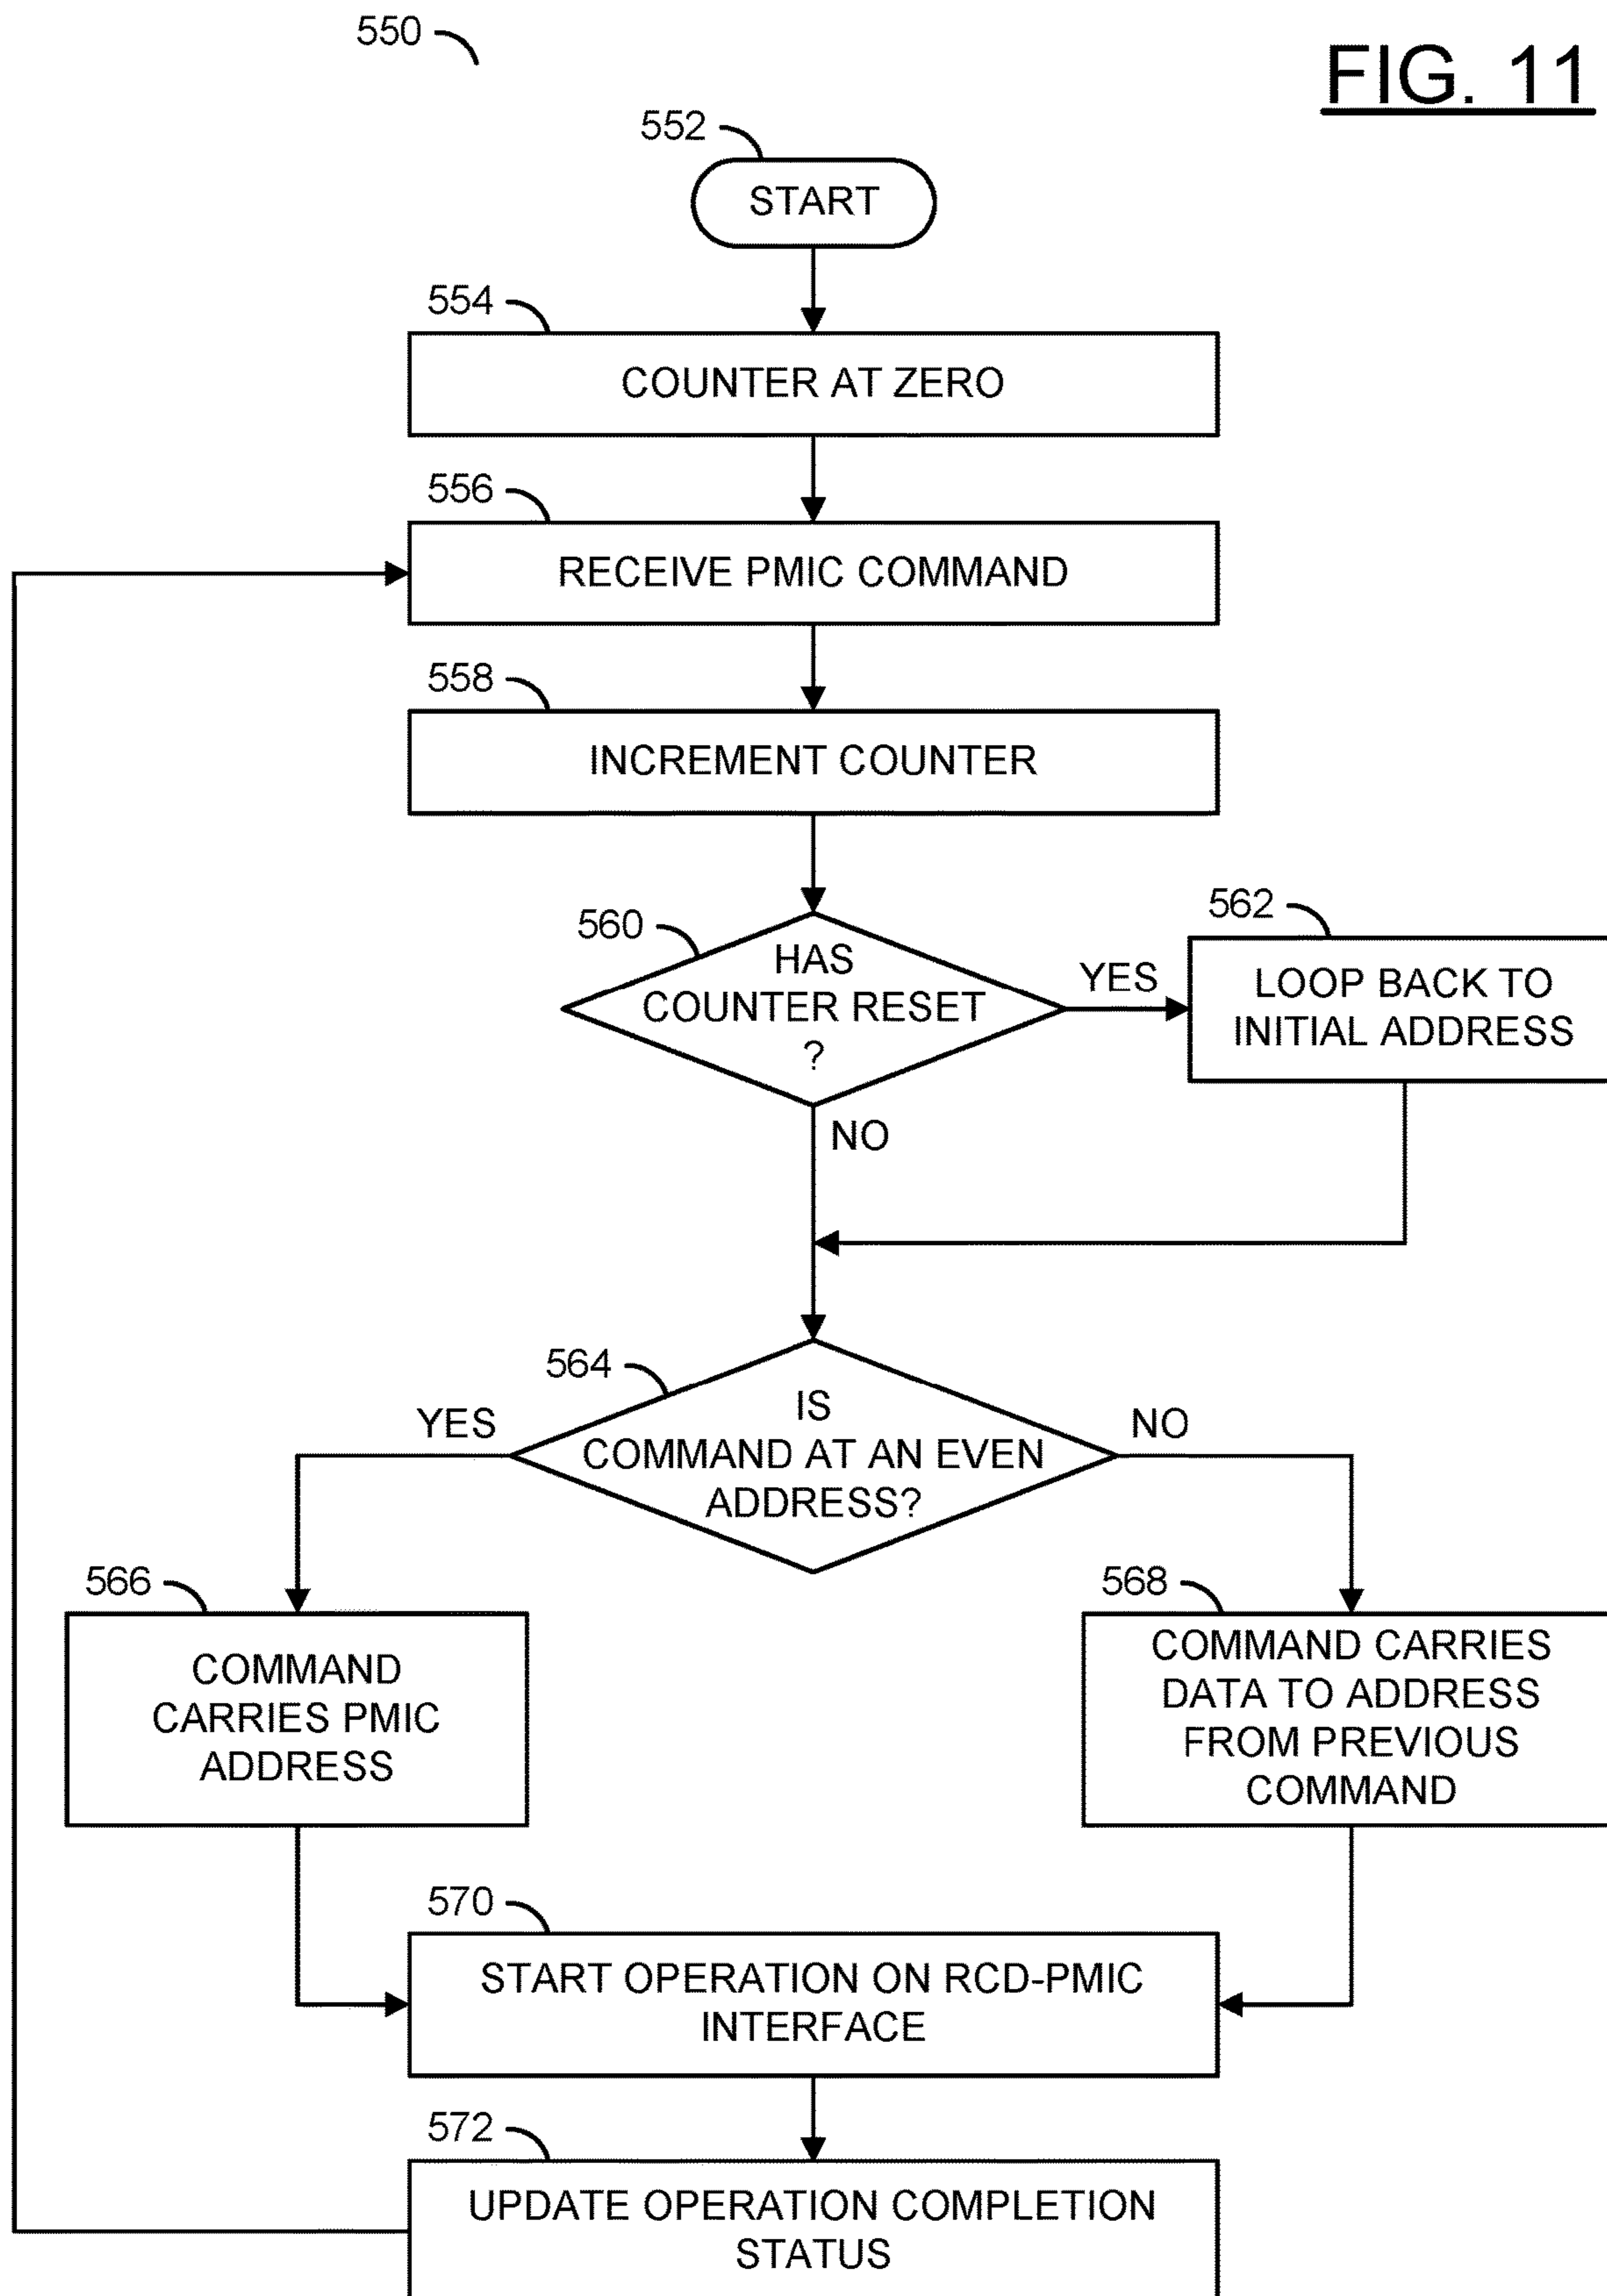 550
FIG. 11
552
START
554
COUNTER AT ZERO
556
RECEIVE PMIC COMMAND
558
INCREMENT COUNTER
560
HAS
COUNTER RESET
?
YES
562
LOOP BACK TO
INITIAL ADDRESS
NO
564
IS
COMMAND AT AN EVEN
ADDRESS?
YES
NO
566
COMMAND
CARRIES PMIC
ADDRESS
568
COMMAND CARRIES
DATA TO ADDRESS
FROM PREVIOUS
COMMAND
570
START OPERATION ON RCD-PMIC
INTERFACE
572
UPDATE OPERATION COMPLETION
STATUS